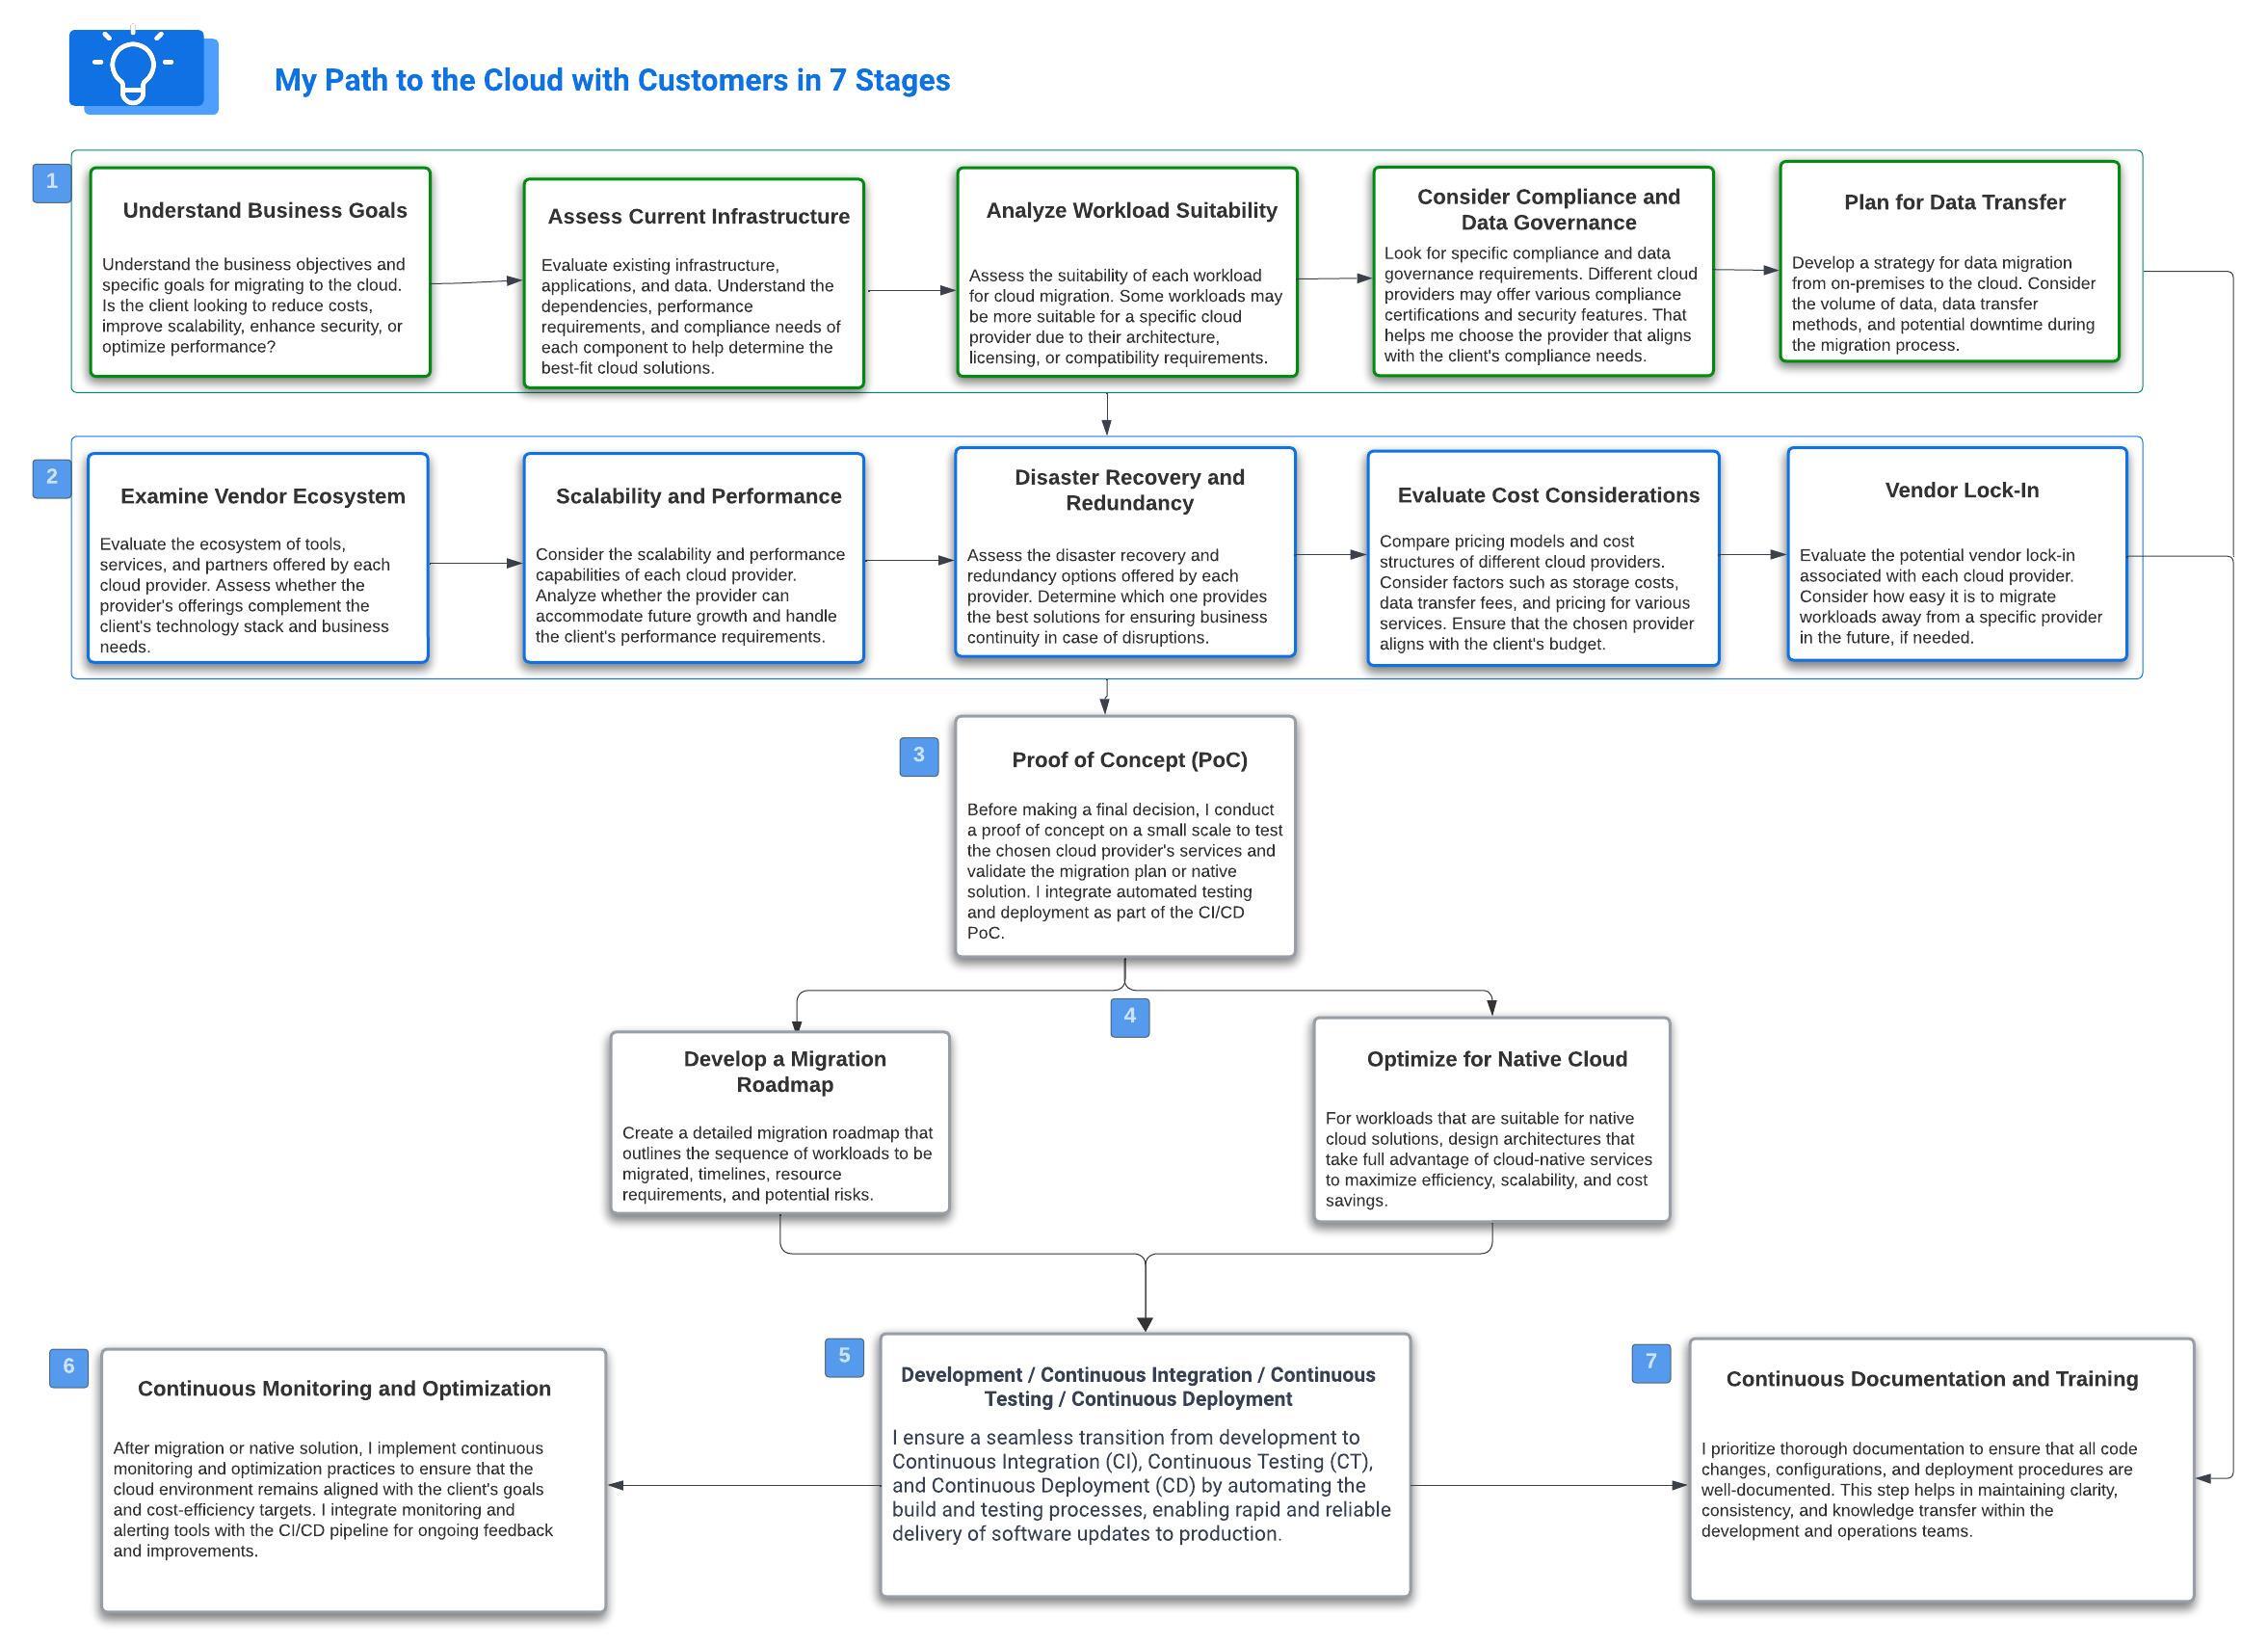 My Path to the Cloud with Customers in 7 Stages
1
Understand Business Goals
Understand the business objectives and
specific goals for migrating to the cloud.
Is the client looking to reduce costs,
improve scalability, enhance security, or
optimize performance?
Assess Current Infrastructure
Evaluate existing infrastructure,
applications, and data. Understand the
dependencies, performance
requirements, and compliance needs of
each component to help determine the
best-fit cloud solutions.
Analyze Workload Suitability
Assess the suitability of each workload
for cloud migration. Some workloads may
be more suitable for a specific cloud
provider due to their architecture,
licensing, or compatibility requirements.
Consider Compliance and
Data Governance
Look for specific compliance and data
governance requirements. Different cloud
providers may offer various compliance
certifications and security features. That
helps me choose the provider that aligns
with the client's compliance needs.
Plan for Data Transfer
Develop a strategy for data migration
from on-premises to the cloud. Consider
the volume of data, data transfer
methods, and potential downtime during
the migration process.
2
Examine Vendor Ecosystem
Evaluate the ecosystem of tools,
services, and partners offered by each
cloud provider. Assess whether the
provider's offerings complement the
client's technology stack and business
needs.
Scalability and Performance
Consider the scalability and performance
capabilities of each cloud provider.
Analyze whether the provider can
accommodate future growth and handle
the client's performance requirements.
Disaster Recovery and
Redundancy
Assess the disaster recovery and
redundancy options offered by each
provider. Determine which one provides
the best solutions for ensuring business
continuity in case of disruptions.
Evaluate Cost Considerations
Compare pricing models and cost
structures of different cloud providers.
Consider factors such as storage costs,
data transfer fees, and pricing for various
services. Ensure that the chosen provider
aligns with the client's budget.
Vendor Lock-In
Evaluate the potential vendor lock-in
associated with each cloud provider.
Consider how easy it is to migrate
workloads away from a specific provider
in the future, if needed.
3
Proof of Concept (PoC)
Before making a final decision, I conduct
a proof of concept on a small scale to test
the chosen cloud provider's services and
validate the migration plan or native
solution. I integrate automated testing
and deployment as part of the CI/CD
PoC.
4
Develop a Migration
Roadmap
Create a detailed migration roadmap that
outlines the sequence of workloads to be
migrated, timelines, resource
requirements, and potential risks.
Optimize for Native Cloud
For workloads that are suitable for native
cloud solutions, design architectures that
take full advantage of cloud-native services
to maximize efficiency, scalability, and cost
savings.
6
Continuous Monitoring and Optimization
After migration or native solution, I implement continuous
monitoring and optimization practices to ensure that the
cloud environment remains aligned with the client's goals
and cost-efficiency targets. I integrate monitoring and
alerting tools with the CI/CD pipeline for ongoing feedback
and improvements.
5
Development / Continuous Integration / Continuous
Testing / Continuous Deployment
I ensure a seamless transition from development to
Continuous Integration (CI), Continuous Testing (CT),
and Continuous Deployment (CD) by automating the
build and testing processes, enabling rapid and reliable
delivery of software updates to production.
7
Continuous Documentation and Training
I prioritize thorough documentation to ensure that all code
changes, configurations, and deployment procedures are
well-documented. This step helps in maintaining clarity,
consistency, and knowledge transfer within the
development and operations teams.